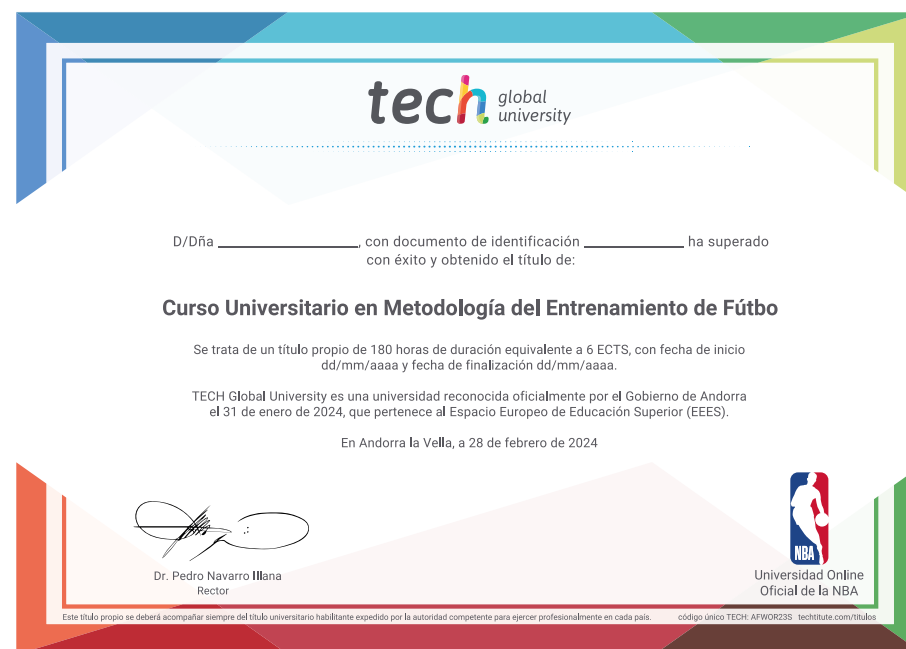 tech global university
D/Dña ____________________, con documento de identificación ______________ ha superado
con éxito y obtenido el título de:
Curso Universitario en Metodología del Entrenamiento de Fútbo
Se trata de un título propio de 180 horas de duración equivalente a 6 ECTS, con fecha de inicio
dd/mm/aaaa y fecha de finalización dd/mm/aaaa.
TECH Global University es una universidad reconocida oficialmente por el Gobierno de Andorra
el 31 de enero de 2024, que pertenece al Espacio Europeo de Educación Superior (EEES).
En Andorra la Vella, a 28 de febrero de 2024
NBA
Dr. Pedro Navarro Illana
Rector
Universidad Online
Oficial de la NBA
Este título propio se deberá acompañar siempre del título universitario habilitante expedido por la autoridad competente para ejercer profesionalmente en cada país.
código único TECH: AFWOR23S techtitute.com/titulos